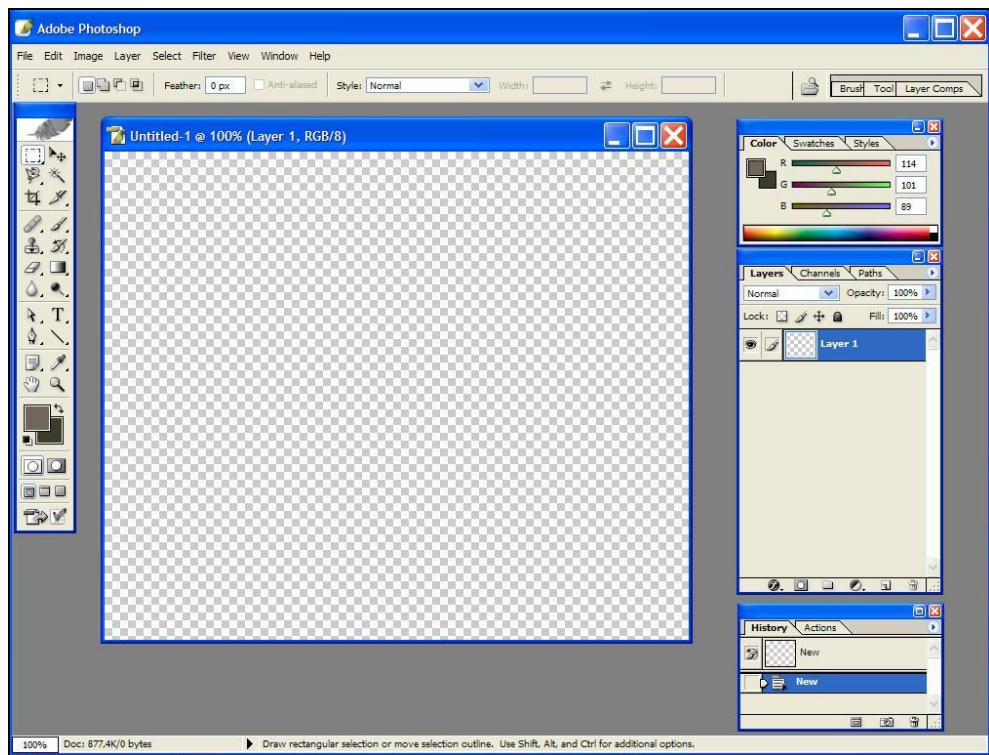 Adobe Photoshop
File Edit Image Layer Select Filter View Window Help
Feather: 0 px Anti-aliased Style: Normal Width: Height: Brush Tool Layer Comps
Untitled-1 @ 100% (Layer 1, RGB/8)
Color Swatches Styles
R 114
G 101
B 89
Layers Channels Paths
Normal Opacity: 100%
Lock: Fill: 100%
Layer 1
T
History Actions
New
New
100% Doc: 877,4K/0 bytes Draw rectangular selection or move selection outline. Use Shift, Alt, and Ctrl for additional options.